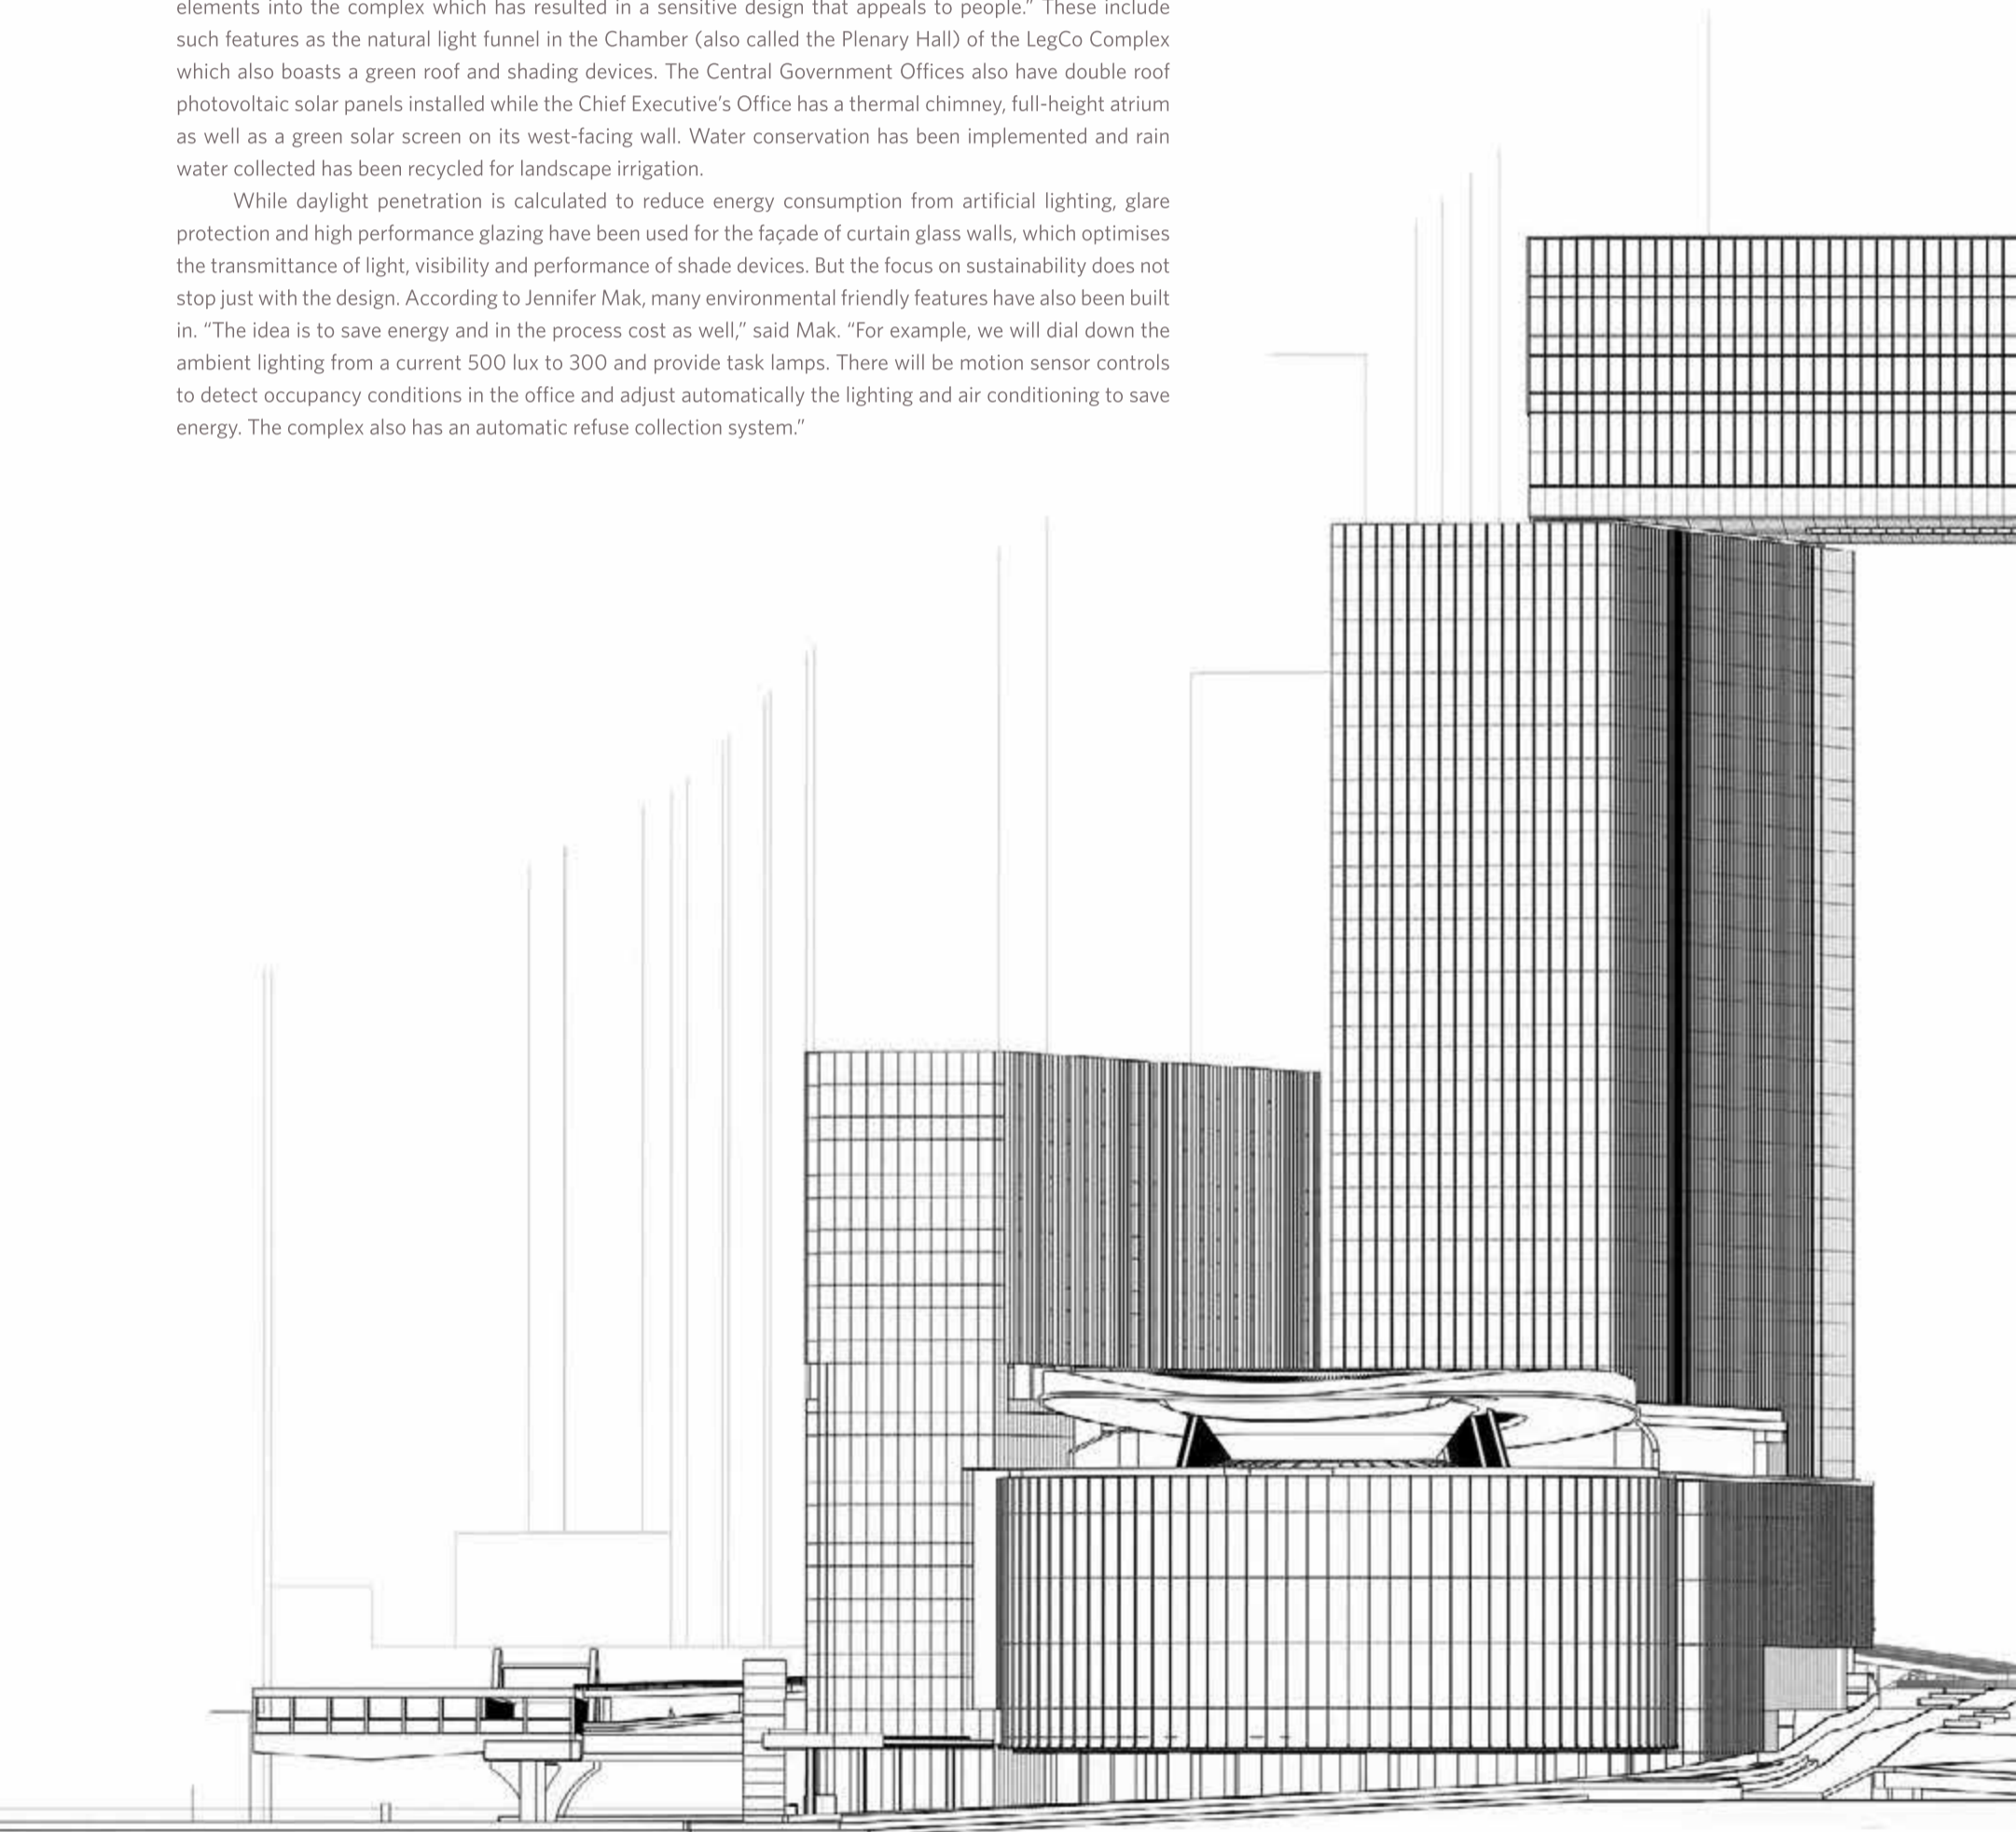 elements into the complex which has resulted in a sensitive design that appeals to people.” These include
such features as the natural light funnel in the Chamber (also called the Plenary Hall) of the LegCo Complex
which also boasts a green roof and shading devices. The Central Government Offices also have double roof
photovoltaic solar panels installed while the Chief Executive’s Office has a thermal chimney, full-height atrium
as well as a green solar screen on its west-facing wall. Water conservation has been implemented and rain
water collected has been recycled for landscape irrigation.
While daylight penetration is calculated to reduce energy consumption from artificial lighting, glare
protection and high performance glazing have been used for the façade of curtain glass walls, which optimises
the transmittance of light, visibility and performance of shade devices. But the focus on sustainability does not
stop just with the design. According to Jennifer Mak, many environmental friendly features have also been built
in. “The idea is to save energy and in the process cost as well,” said Mak. “For example, we will dial down the
ambient lighting from a current 500 lux to 300 and provide task lamps. There will be motion sensor controls
to detect occupancy conditions in the office and adjust automatically the lighting and air conditioning to save
energy. The complex also has an automatic refuse collection system.”